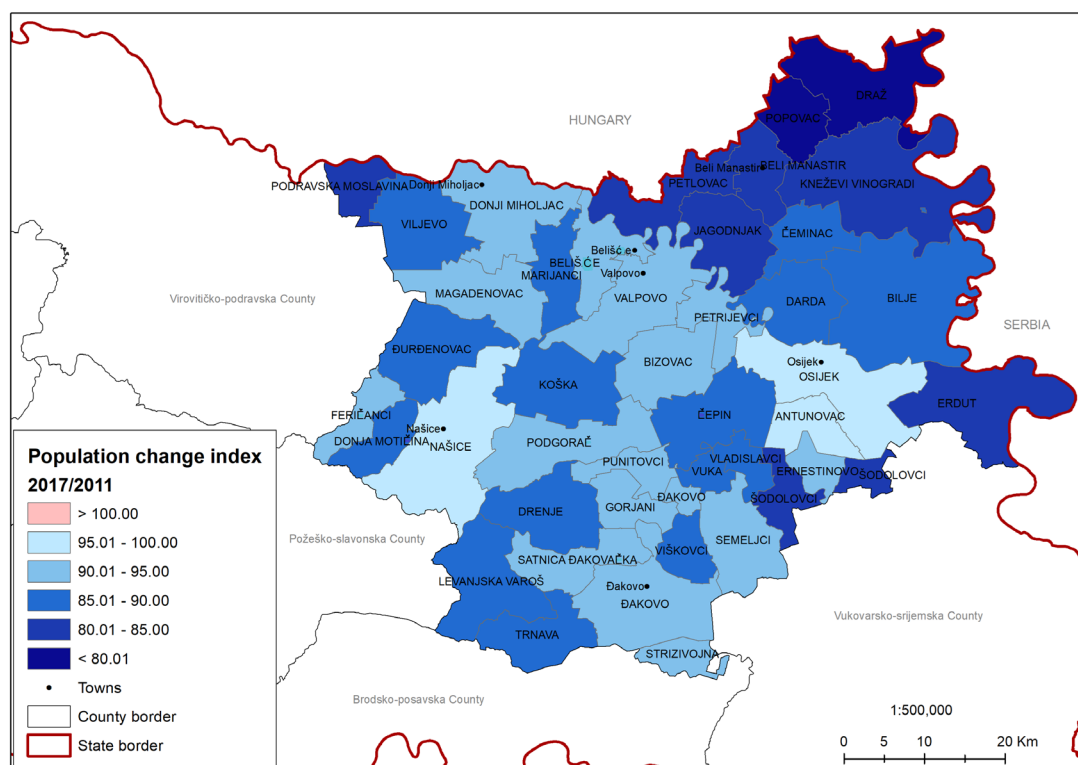 HUNGARY
DRAŽ
POPOVAC
Beli Manastir
BELI MANASTIR
PODRAVSKA MOSLAVINA
Donji Miholjac
PETLOVAC
KNEŽEVI VINOGRADI
DONJI MIHOLJAC
VILJEVO
JAGODNJAK
ČEMINAC
Belišće
BELIŠĆE
MARIJANCI
Valpovo
MAGADENOVAC
VALPOVO
DARDA
BILJE
Virovitičko-podravska County
PETRIJEVCI
SERBIA
ĐURĐENOVAC
BIZOVAC
Osijek
OSIJEK
KOŠKA
ERDUT
FERIČANCI
ČEPIN
ANTUNOVAC
Našice
DONJA MOTIČINA
NAŠICE
PODGORAČ
VLADISLAVCI
PUNITOVCI
VUKA
ERNESTINOVO
ŠODOLOVCI
ĐAKOVO
ŠODOLOVCI
GORJANI
DRENJE
Požeško-slavonska County
SEMELJCI
VIŠKOVCI
SATNICA ĐAKOVAČKA
LEVANJSKA VAROŠ
Đakovo
ĐAKOVO
Vukovarsko-srijemska County
TRNAVA
STRIZIVOJNA
Brodsko-posavska County
Population change index
2017/2011
> 100.00
95.01 - 100.00
90.01 - 95.00
85.01 - 90.00
80.01 - 85.00
< 80.01
Towns
County border
State border
1:500,000
0 5 10 20 Km